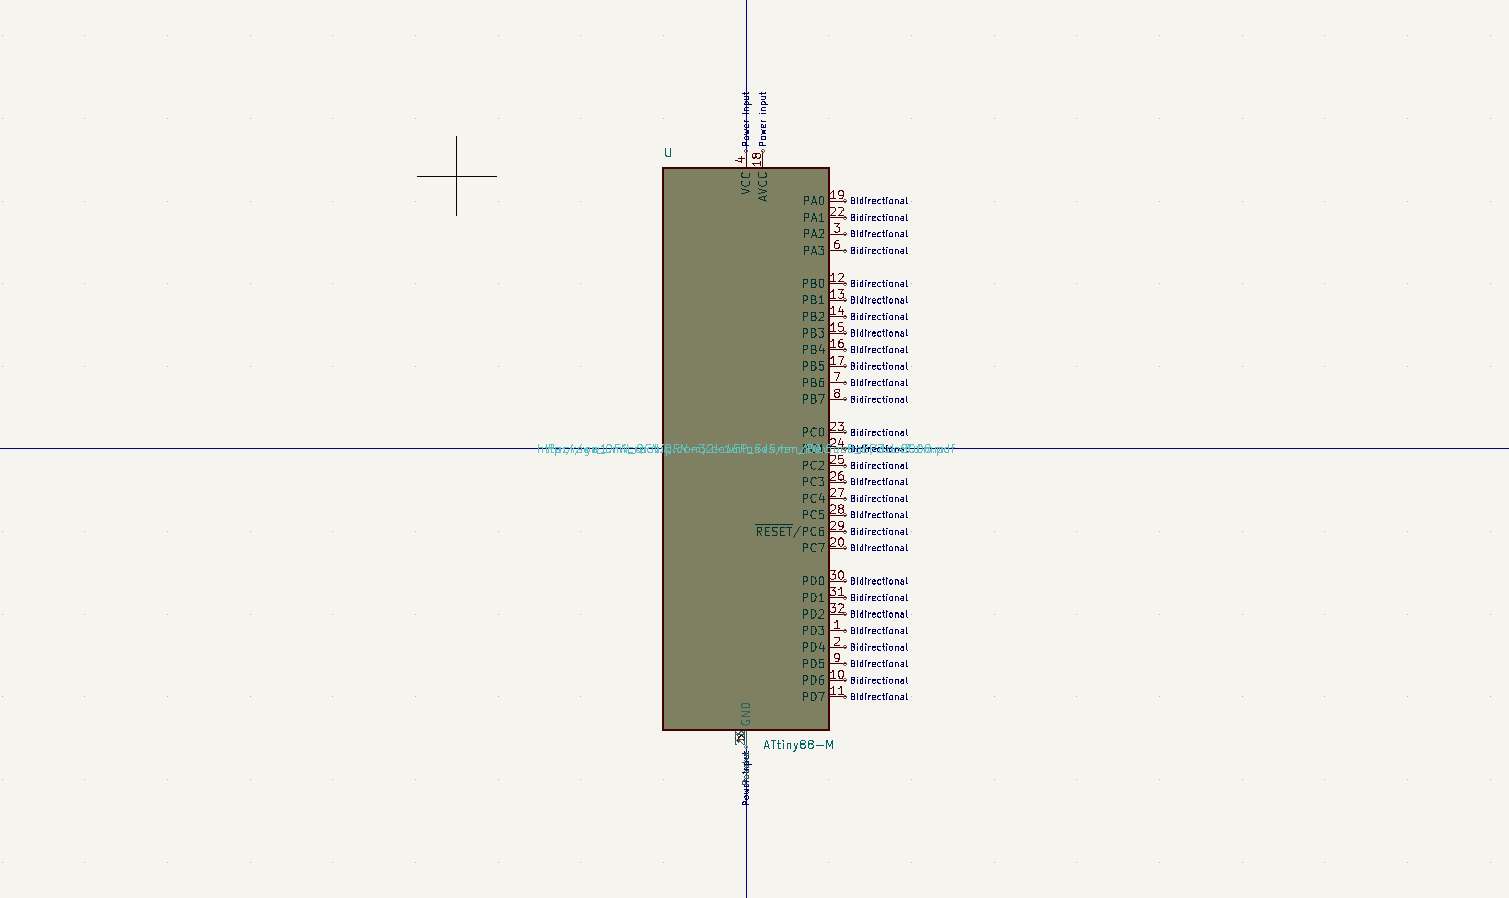 Power input
Power input
U
4
18
VCC
AVCC
PA0 19 Bidirectional
PA1 22 Bidirectional
PA2 3 Bidirectional
PA3 6 Bidirectional
PB0 12 Bidirectional
PB1 13 Bidirectional
PB2 14 Bidirectional
PB3 15 Bidirectional
PB4 16 Bidirectional
PB5 17 Bidirectional
PB6 7 Bidirectional
PB7 8 Bidirectional
PC0 23 Bidirectional
24 Bidirectional
PC2 25 Bidirectional
PC3 26 Bidirectional
PC4 27 Bidirectional
PC5 28 Bidirectional
RESET/PC6 29 Bidirectional
PC7 20 Bidirectional
PD0 30 Bidirectional
PD1 31 Bidirectional
PD2 32 Bidirectional
PD3 1 Bidirectional
PD4 2 Bidirectional
PD5 9 Bidirectional
PD6 10 Bidirectional
PD7 11 Bidirectional
GND
ATtiny88-M
Power input